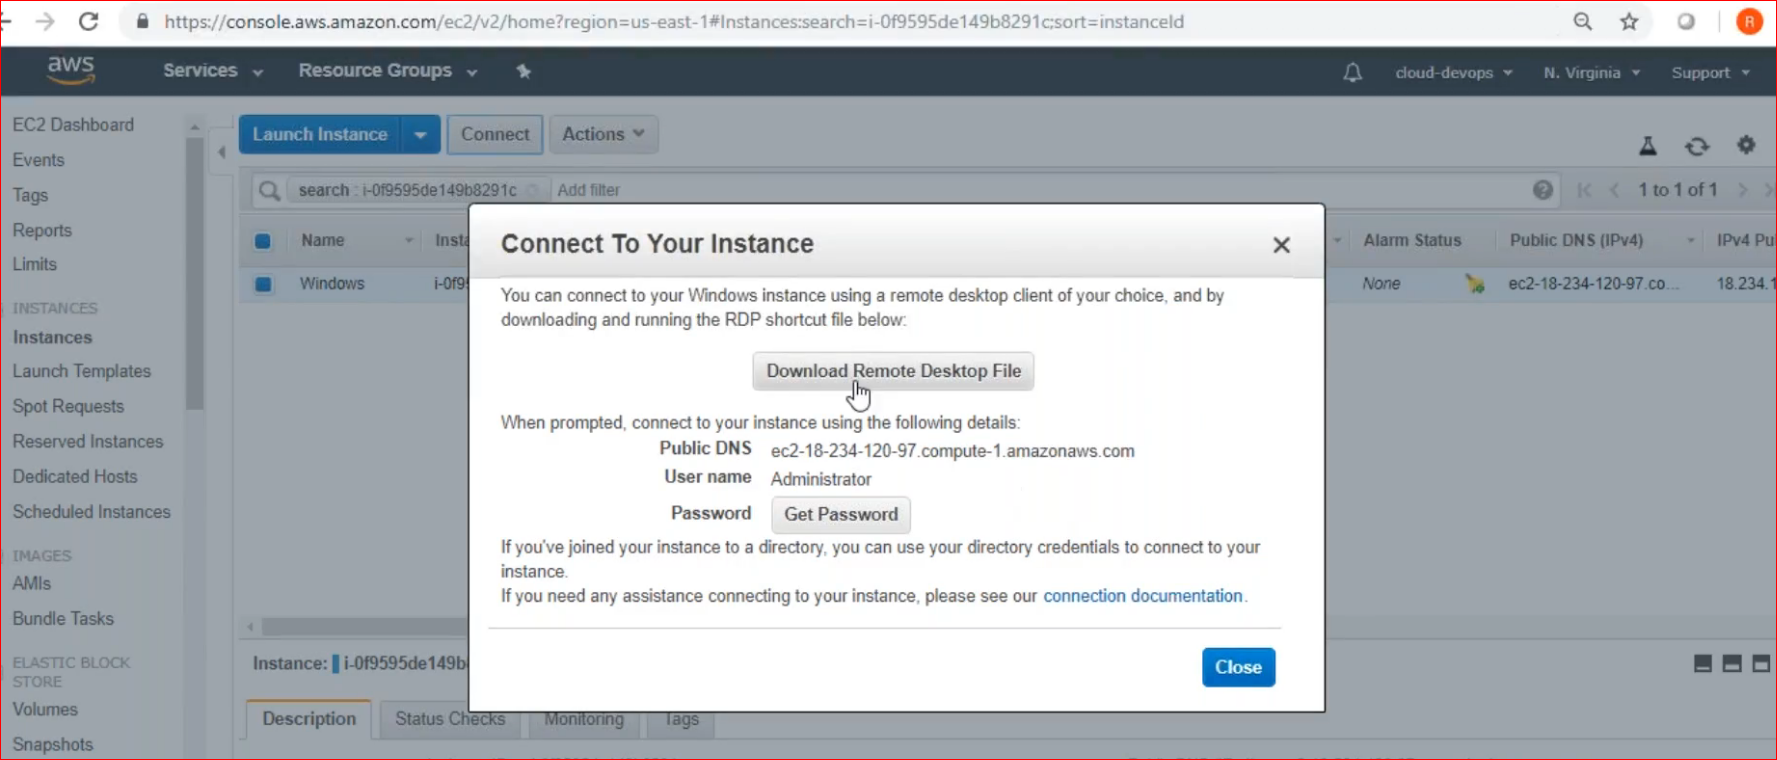 https://console.aws.amazon.com/ec2/v2/home?region=us-east-1#Instances:search=i-0f9595de149b8291c;sort=instanceId
R
aws
Services
Resource Groups
cloud-devops
N. Virginia
Support
EC2 Dashboard
Events
Tags
Reports
Limits
INSTANCES
Instances
Launch Templates
Spot Requests
Reserved Instances
Dedicated Hosts
Scheduled Instances
IMAGES
AMIs
Bundle Tasks
ELASTIC BLOCK
STORE
Volumes
Snapshots
Launch Instance
Connect
Actions
search : i-0f9595de149b8291c
Add filter
1 to 1 of 1
Name
Insta
Alarm Status
Public DNS (IPv4)
IPv4 Pu
Windows
i-0f95
None
ec2-18-234-120-97.co...
18.234.1
Connect To Your Instance
You can connect to your Windows instance using a remote desktop client of your choice, and by
downloading and running the RDP shortcut file below:
Download Remote Desktop File
When prompted, connect to your instance using the following details:
Public DNS ec2-18-234-120-97.compute-1.amazonaws.com
User name Administrator
Password Get Password
If you've joined your instance to a directory, you can use your directory credentials to connect to your
instance.
If you need any assistance connecting to your instance, please see our connection documentation.
Close
Instance: i-0f9595de149b
Description
Status Checks
Monitoring
Tags